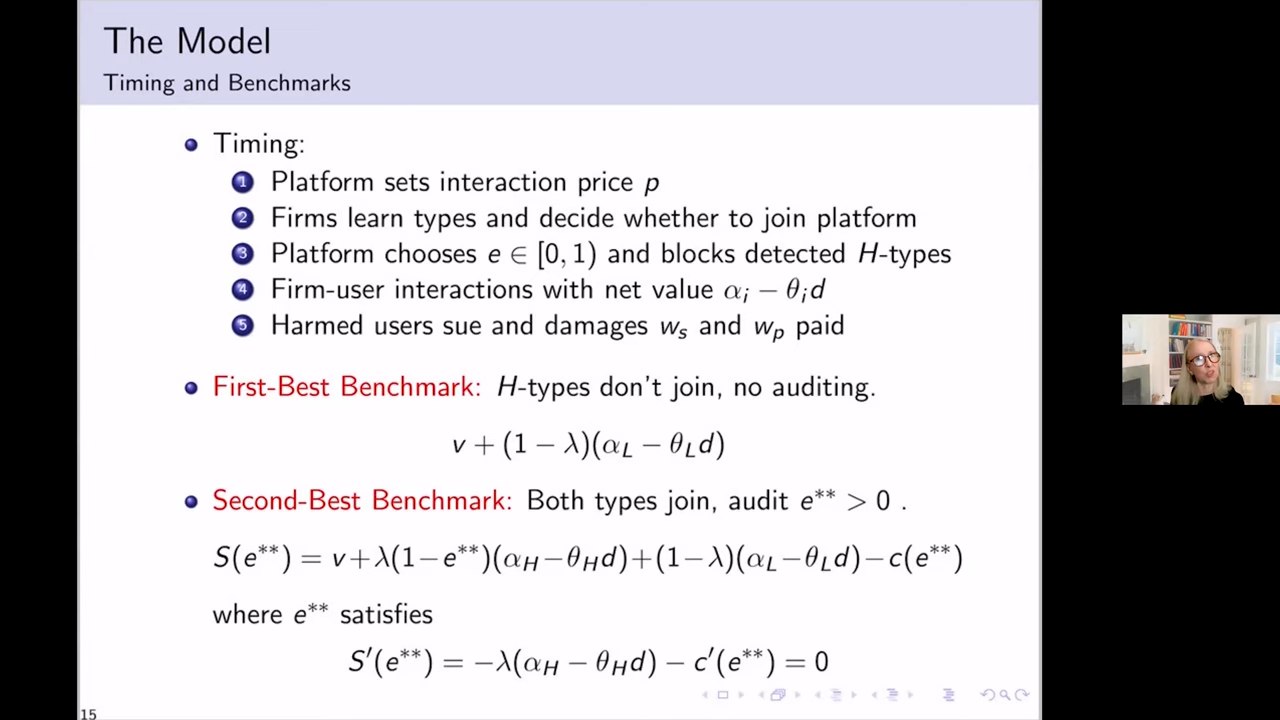 The Model
Timing and Benchmarks
Timing:
1 Platform sets interaction price p
2 Firms learn types and decide whether to join platform
3 Platform chooses e ∈ [0, 1) and blocks detected H-types
4 Firm-user interactions with net value α_i − θ_i d
5 Harmed users sue and damages w_s and w_p paid
First-Best Benchmark: H-types don't join, no auditing.
v + (1 − λ)(α_L − θ_L d)
Second-Best Benchmark: Both types join, audit e** > 0 .
S(e**) = v+λ(1−e**)(α_H−θ_H d)+(1−λ)(α_L−θ_L d)−c(e**)
where e** satisfies
S′(e**) = −λ(α_H − θ_H d) − c′(e**) = 0
15